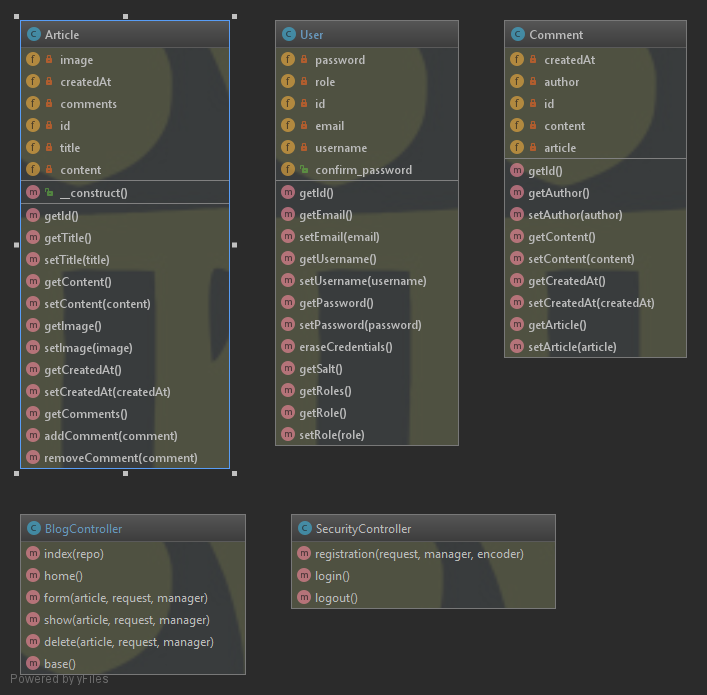 Article
image
createdAt
comments
id
title
content
__construct()
getId()
getTitle()
setTitle(title)
getContent()
setContent(content)
getImage()
setImage(image)
getCreatedAt()
setCreatedAt(createdAt)
getComments()
addComment(comment)
removeComment(comment)
User
password
role
id
email
username
confirm_password
getId()
getEmail()
setEmail(email)
getUsername()
setUsername(username)
getPassword()
setPassword(password)
eraseCredentials()
getSalt()
getRoles()
getRole()
setRole(role)
Comment
createdAt
author
id
content
article
getId()
getAuthor()
setAuthor(author)
getContent()
setContent(content)
getCreatedAt()
setCreatedAt(createdAt)
getArticle()
setArticle(article)
BlogController
index(repo)
home()
form(article, request, manager)
show(article, request, manager)
delete(article, request, manager)
base()
SecurityController
registration(request, manager, encoder)
login()
logout()
Powered by yFiles